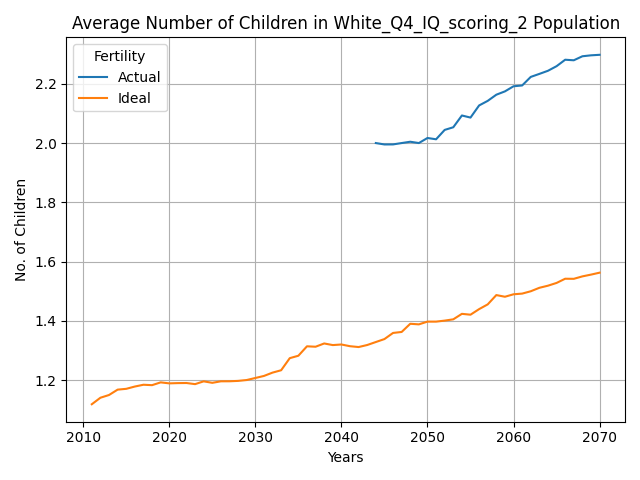 Average Number of Children in White_Q4_IQ_scoring_2 Population
Fertility
Actual
Ideal
No. of Children
2.2
2.0
1.8
1.6
1.4
1.2
2010 2020 2030 2040 2050 2060 2070
Years